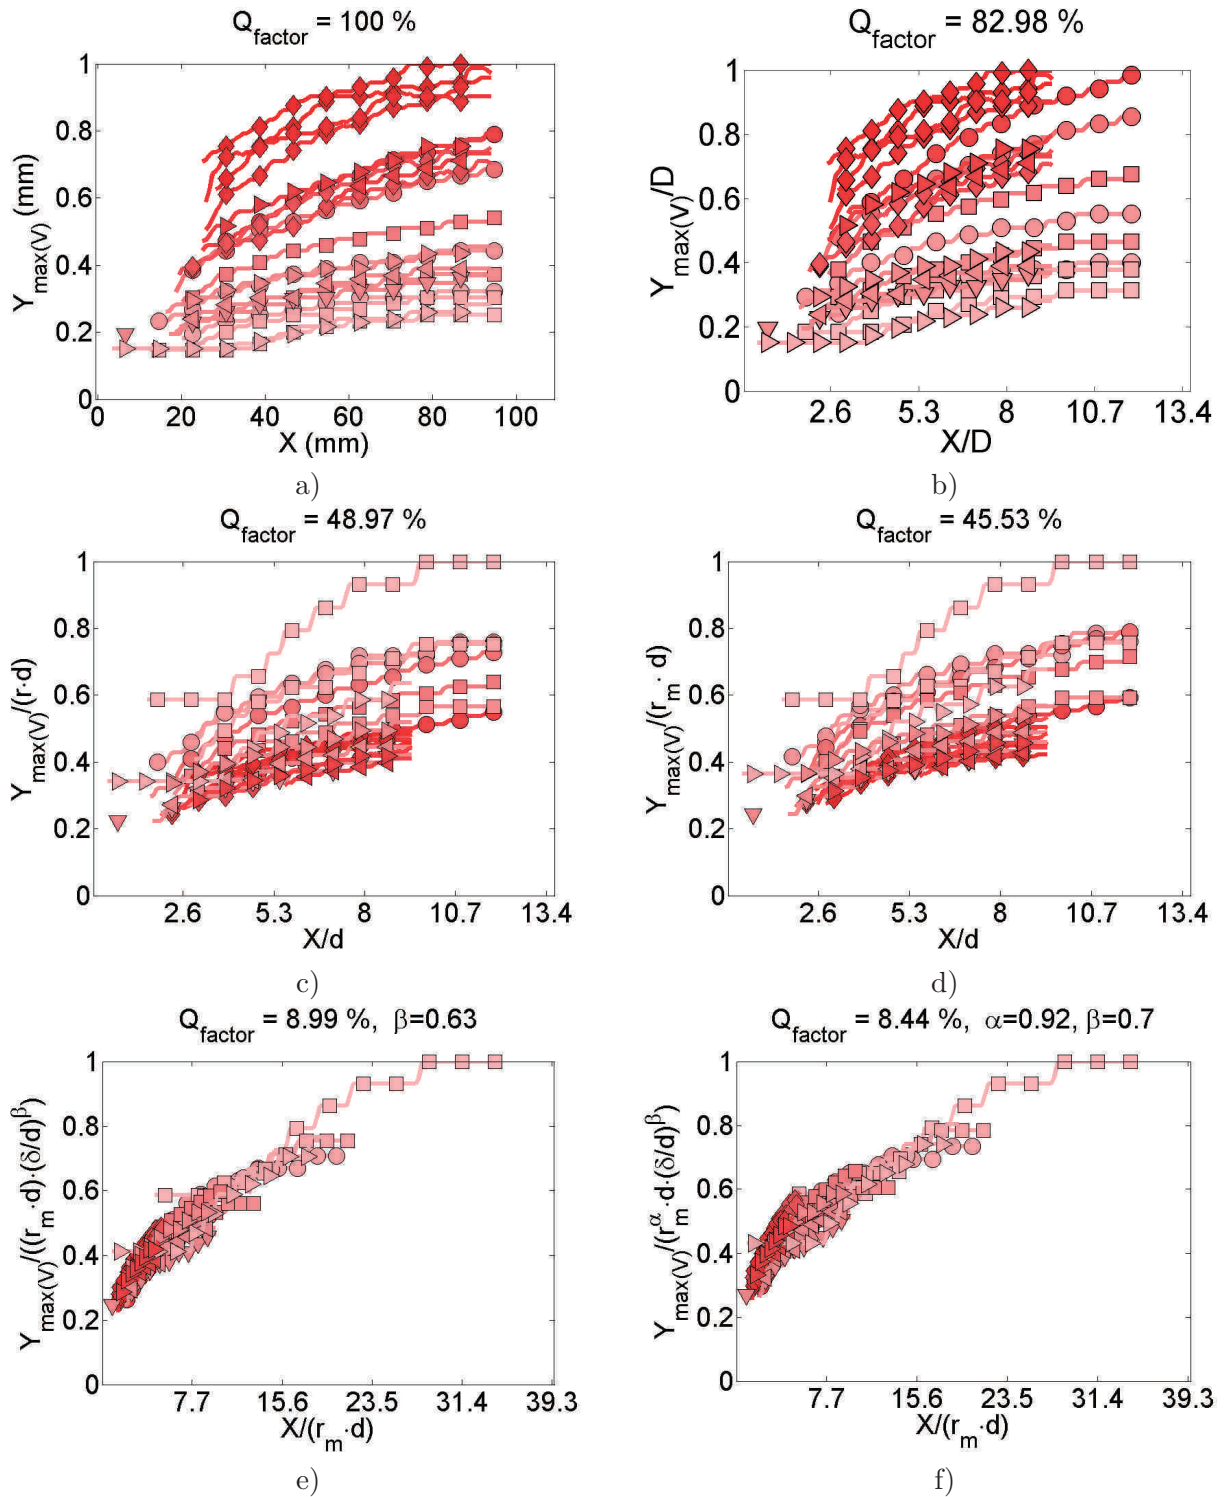 Q_factor = 100 %
Y_max(V) (mm)
1
0.8
0.6
0.4
0.2
0
0 20 40 60 80 100
X (mm)
a)
Q_factor = 82.98 %
Y_max(V)/D
1
0.8
0.6
0.4
0.2
0
2.6 5.3 8 10.7 13.4
X/D
b)
Q_factor = 48.97 %
Y_max(V)/(r·d)
1
0.8
0.6
0.4
0.2
0
2.6 5.3 8 10.7 13.4
X/d
c)
Q_factor = 45.53 %
Y_max(V)/(r_m · d)
1
0.8
0.6
0.4
0.2
0
2.6 5.3 8 10.7 13.4
X/d
d)
Q_factor = 8.99 %, β=0.63
Y_max(V)/((r_m·d)·(δ/d)^β)
1
0.8
0.6
0.4
0.2
0
7.7 15.6 23.5 31.4 39.3
X/(r_m·d)
e)
Q_factor = 8.44 %, α=0.92, β=0.7
Y_max(V)/(r_m^α·d·(δ/d)^β)
1
0.8
0.6
0.4
0.2
0
7.7 15.6 23.5 31.4 39.3
X/(r_m·d)
f)